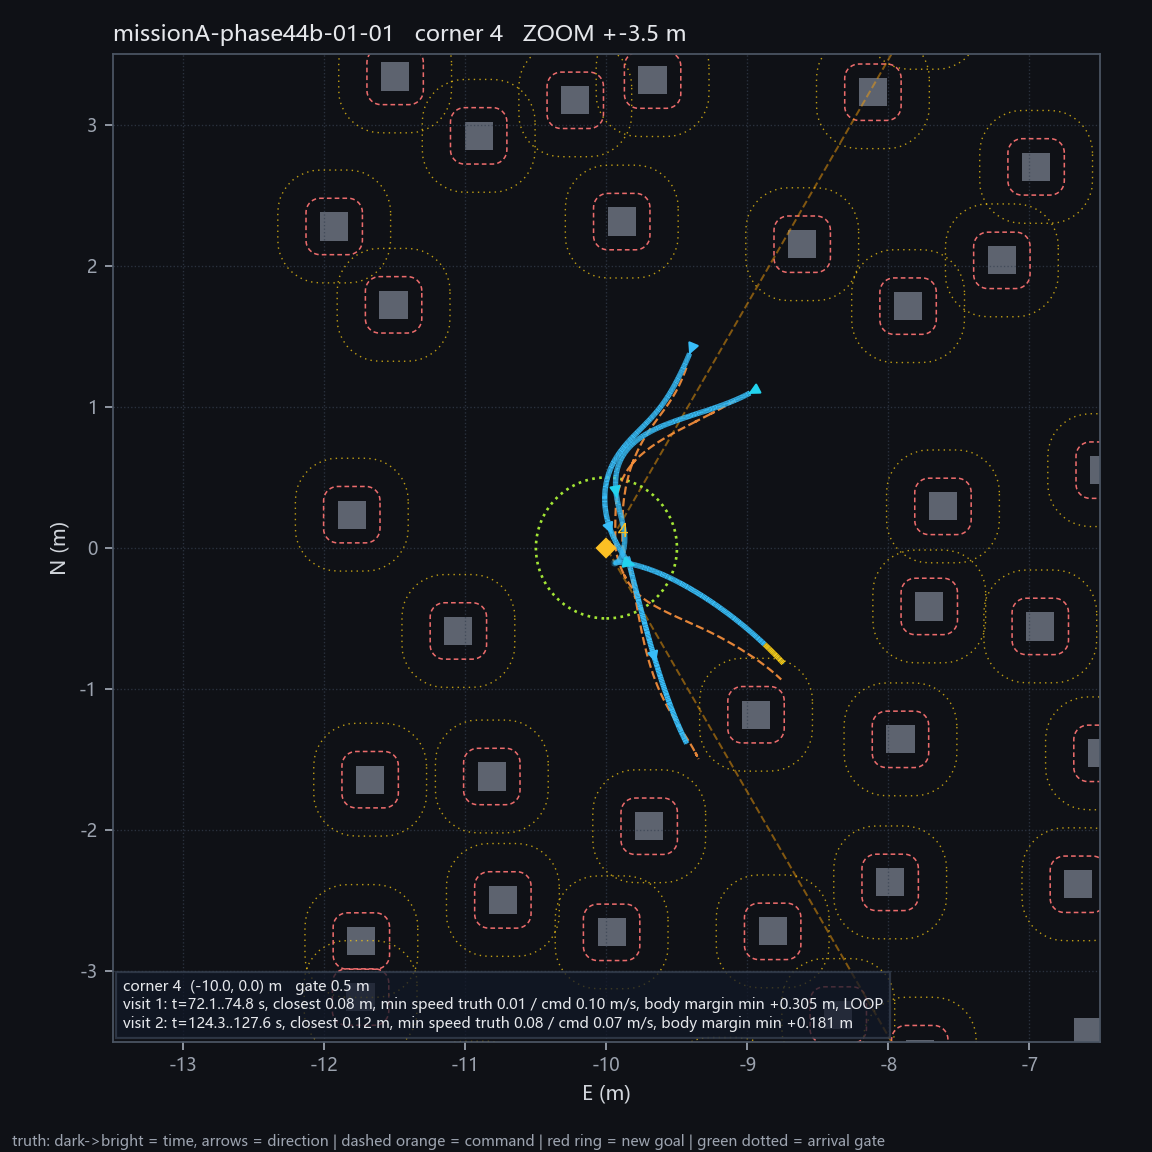 missionA-phase44b-01-01 corner 4 ZOOM +-3.5 m
3
2
1
0
-1
-2
-3
N (m)
4
corner 4 (-10.0, 0.0) m gate 0.5 m
visit 1: t=72.1..74.8 s, closest 0.08 m, min speed truth 0.01 / cmd 0.10 m/s, body margin min +0.305 m, LOOP
visit 2: t=124.3..127.6 s, closest 0.12 m, min speed truth 0.08 / cmd 0.07 m/s, body margin min +0.181 m
-13 -12 -11 -10 -9 -8 -7
E (m)
truth: dark->bright = time, arrows = direction | dashed orange = command | red ring = new goal | green dotted = arrival gate